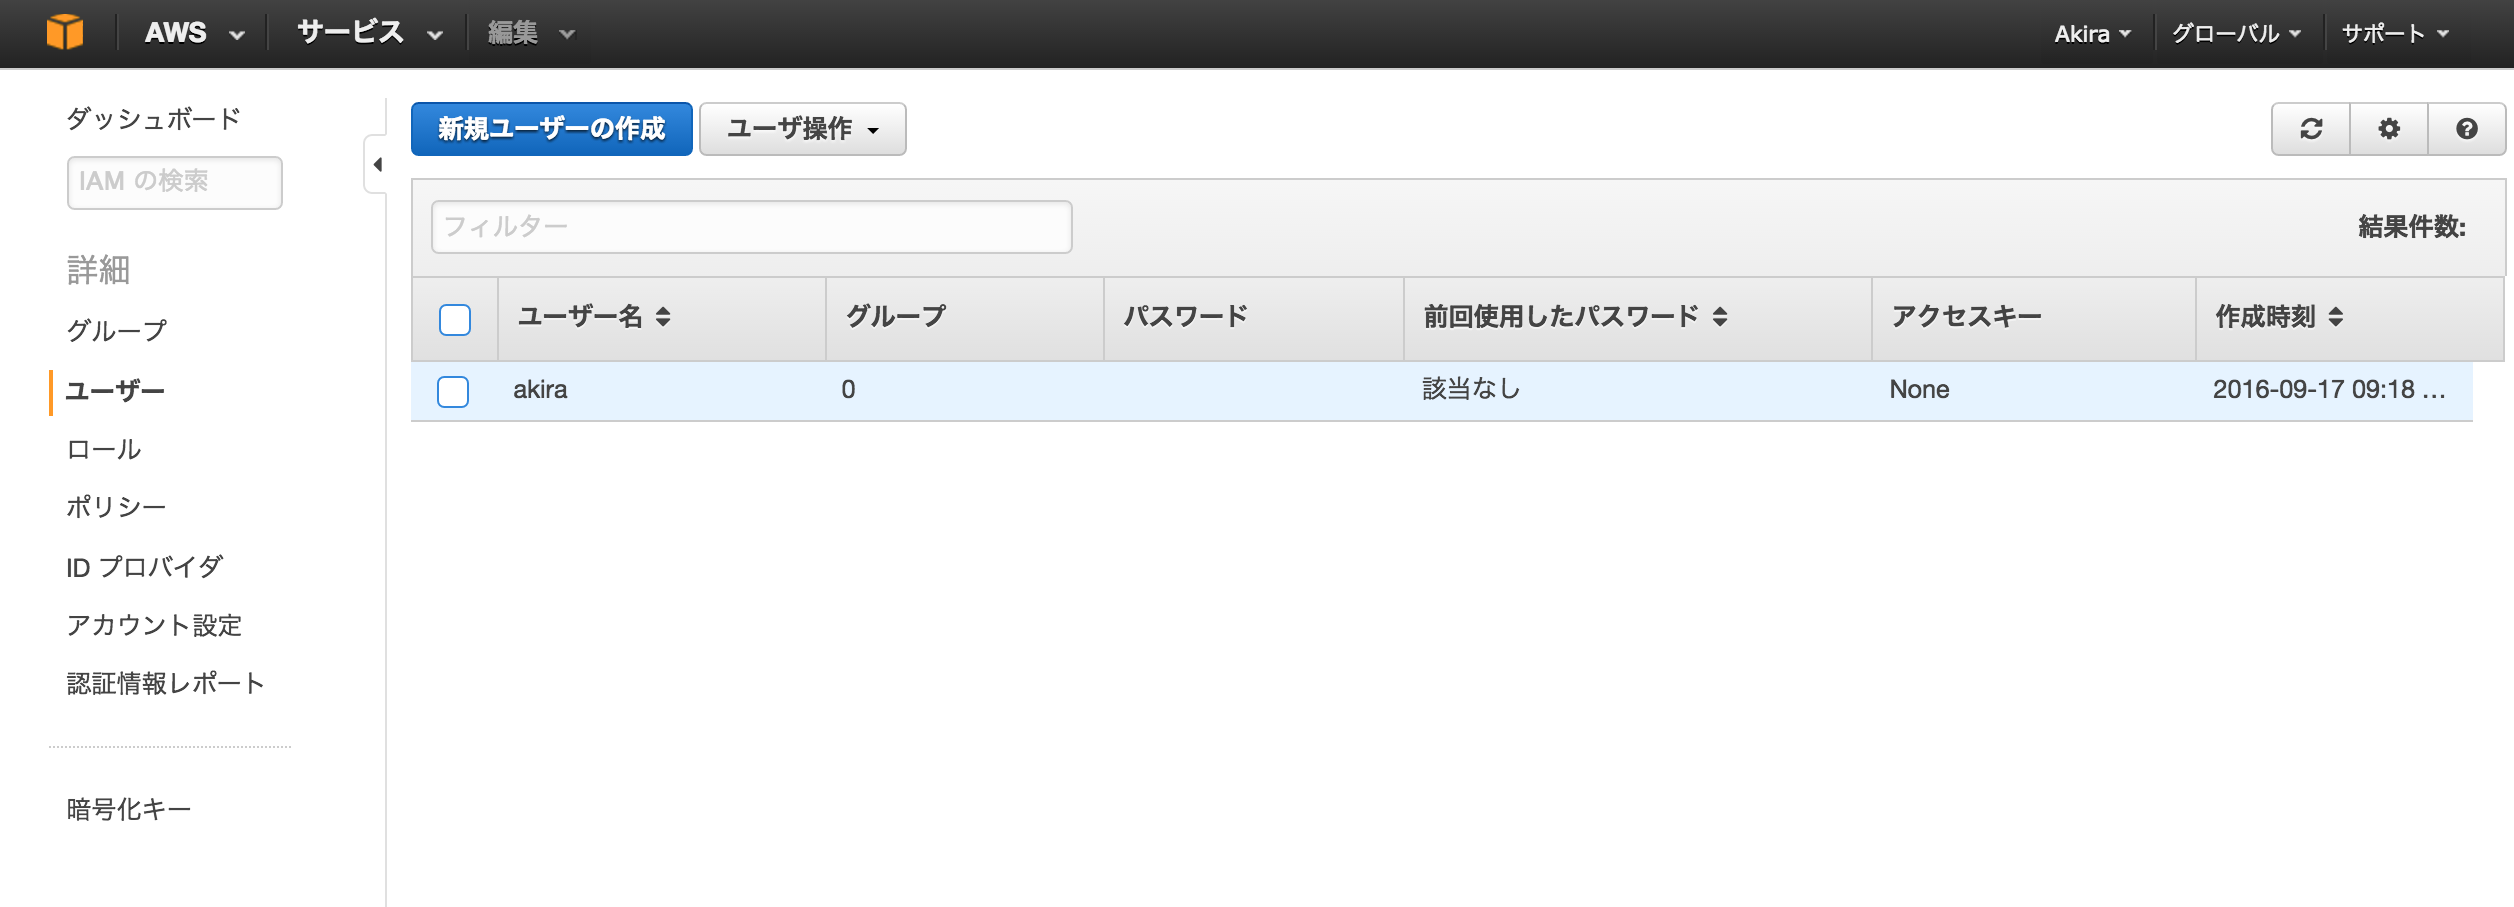 AWS サービス 編集 Akira グローバル サポート
ダッシュボード
IAM の検索
詳細
グループ
ユーザー
ロール
ポリシー
ID プロバイダ
アカウント設定
認証情報レポート
暗号化キー
新規ユーザーの作成 ユーザ操作
フィルター 結果件数:
ユーザー名 グループ パスワード 前回使用したパスワード アクセスキー 作成時刻
akira 0 該当なし None 2016-09-17 09:18 ...